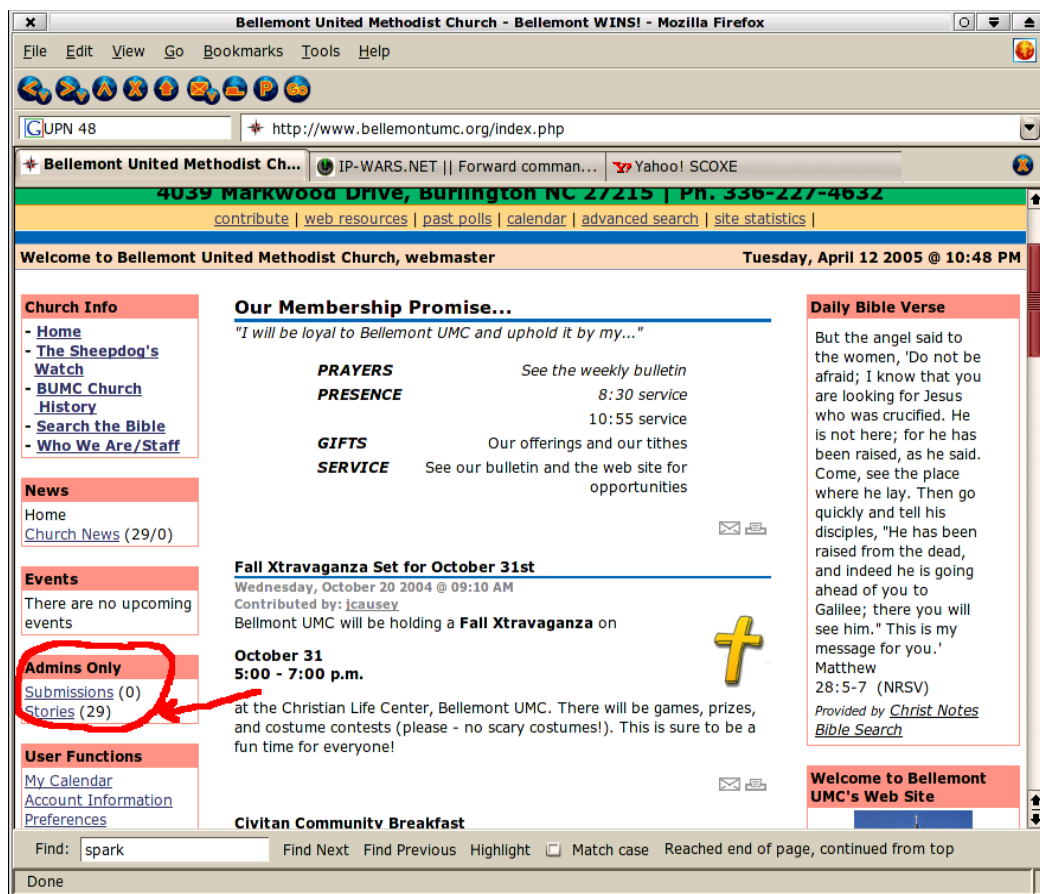 Bellemont United Methodist Church - Bellemont WINS! - Mozilla Firefox
File Edit View Go Bookmarks Tools Help
P Go
G UPN 48 http://www.bellemontumc.org/index.php
Bellemont United Methodist Ch... IP-WARS.NET || Forward comman... Y! Yahoo! SCOXE
4039 Markwood Drive, Burlington NC 27215 | Ph. 336-227-4632
contribute | web resources | past polls | calendar | advanced search | site statistics |
Welcome to Bellemont United Methodist Church, webmaster Tuesday, April 12 2005 @ 10:48 PM
Church Info
- Home
- The Sheepdog's
Watch
- BUMC Church
History
- Search the Bible
- Who We Are/Staff
News
Home
Church News (29/0)
Events
There are no upcoming
events
Admins Only
Submissions (0)
Stories (29)
User Functions
My Calendar
Account Information
Preferences
Our Membership Promise...
"I will be loyal to Bellemont UMC and uphold it by my..."
PRAYERS See the weekly bulletin
PRESENCE 8:30 service
10:55 service
GIFTS Our offerings and our tithes
SERVICE See our bulletin and the web site for
opportunities
Fall Xtravaganza Set for October 31st
Wednesday, October 20 2004 @ 09:10 AM
Contributed by: jcausey
Bellmont UMC will be holding a Fall Xtravaganza on
October 31
5:00 - 7:00 p.m.
at the Christian Life Center, Bellemont UMC. There will be games, prizes,
and costume contests (please - no scary costumes!). This is sure to be a
fun time for everyone!
Civitan Community Breakfast
Daily Bible Verse
But the angel said to
the women, 'Do not be
afraid; I know that you
are looking for Jesus
who was crucified. He
is not here; for he has
been raised, as he said.
Come, see the place
where he lay. Then go
quickly and tell his
disciples, "He has been
raised from the dead,
and indeed he is going
ahead of you to
Galilee; there you will
see him." This is my
message for you.'
Matthew
28:5-7 (NRSV)
Provided by Christ Notes
Bible Search
Welcome to Bellemont
UMC's Web Site
Find: spark Find Next Find Previous Highlight Match case Reached end of page, continued from top
Done